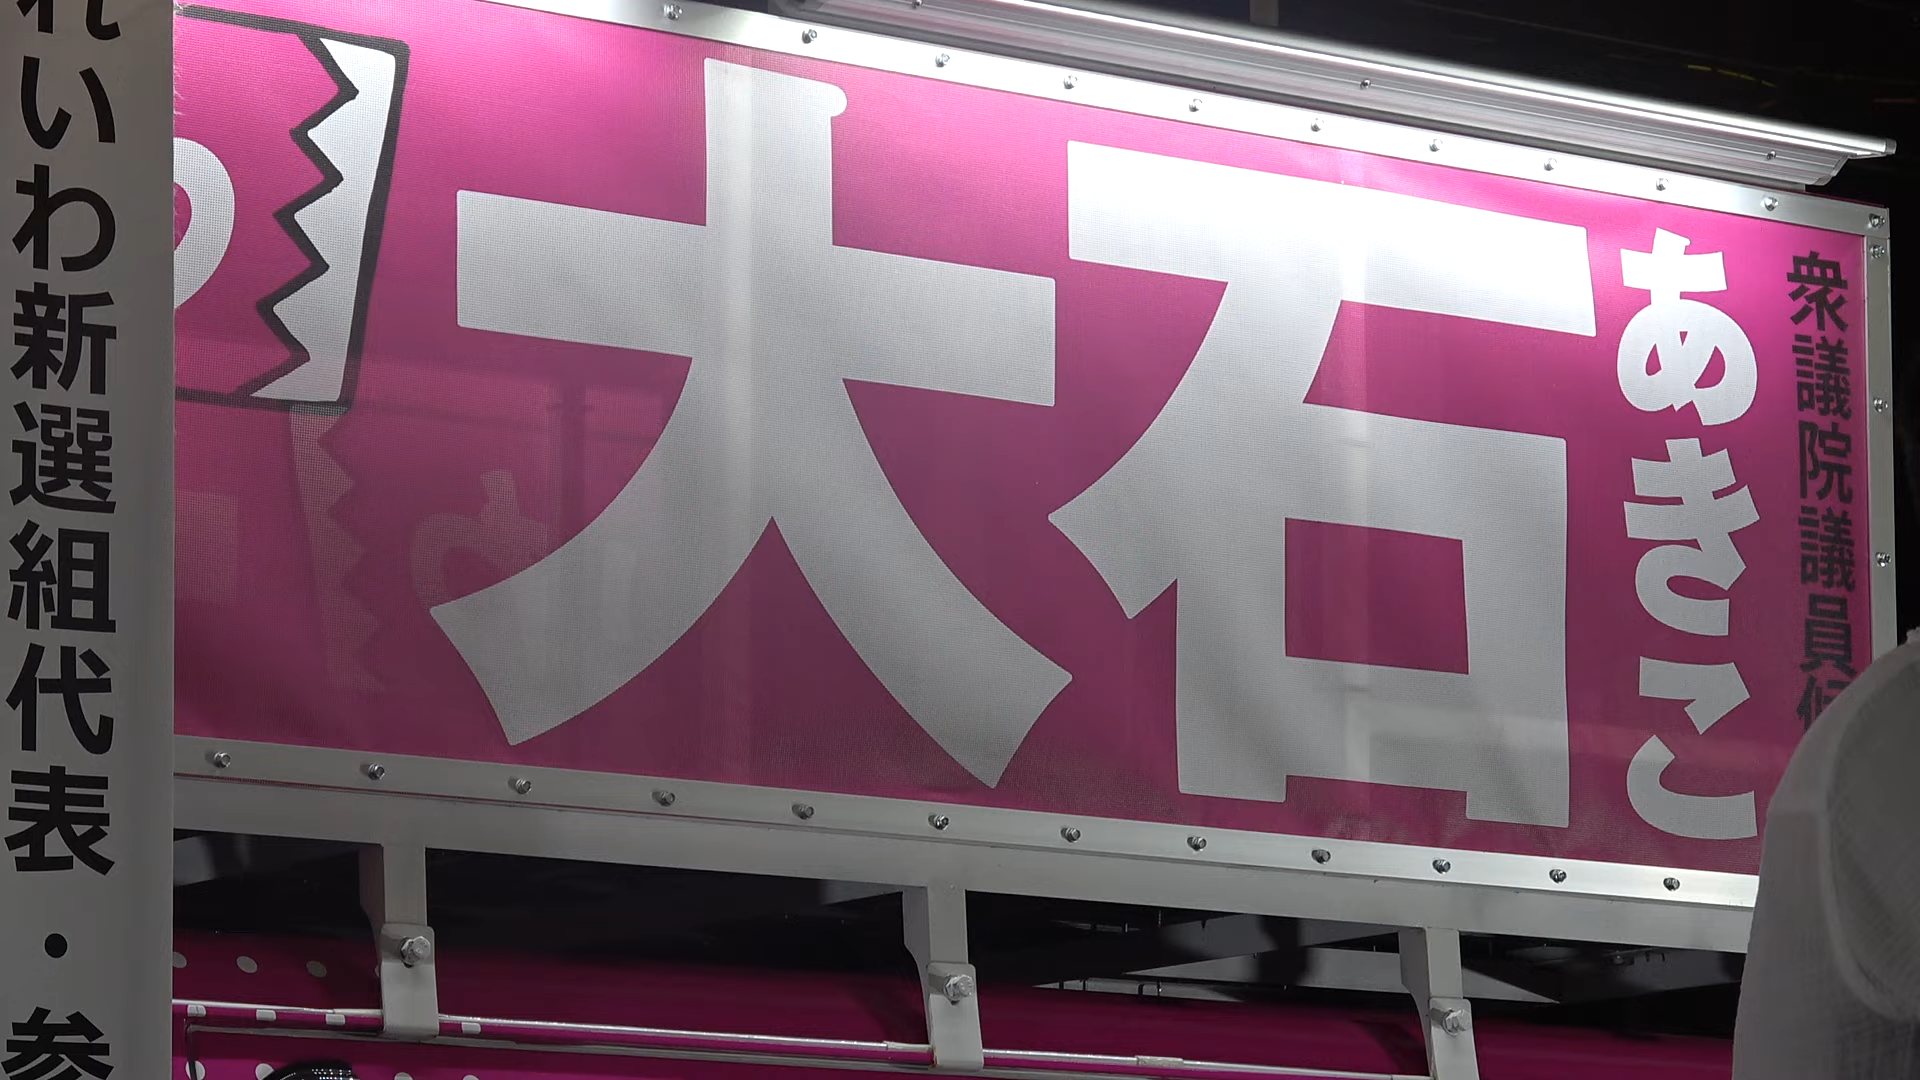 れいわ新選組代表・参
大石
あきこ
衆議院議員候